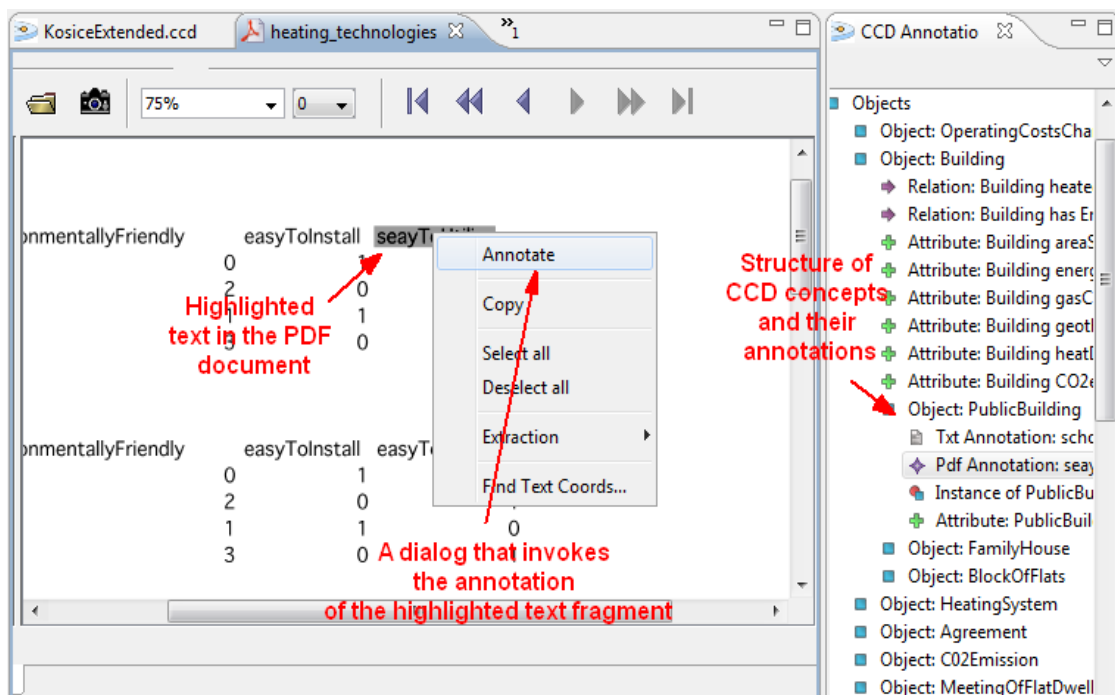 KosiceExtended.ccd heating_technologies »1 CCD Annotatio
75% 0
Objects
Object: OperatingCostsCha
Object: Building
Relation: Building heate
Relation: Building has Er
Attribute: Building areaS
Attribute: Building energ
Attribute: Building gasC
Attribute: Building geotl
Attribute: Building heat
Attribute: Building CO2e
Object: PublicBuilding
Txt Annotation: scho
Pdf Annotation: seay
Instance of PublicBu
Attribute: PublicBuil
Object: FamilyHouse
Object: BlockOfFlats
Object: HeatingSystem
Object: Agreement
Object: C02Emission
Object: MeetingOfFlatDwell
onmentallyFriendly easyToInstall seayToUtiliz
0 1
2 0
1 1
3 0
Annotate
Copy
Select all
Deselect all
Extraction
Find Text Coords...
onmentallyFriendly easyToInstall easyT
0 1
2 0
1 1 0
3 0
Highlighted
text in the PDF
document
Structure of
CCD concepts
and their
annotations
A dialog that invokes
the annotation
of the highlighted text fragment